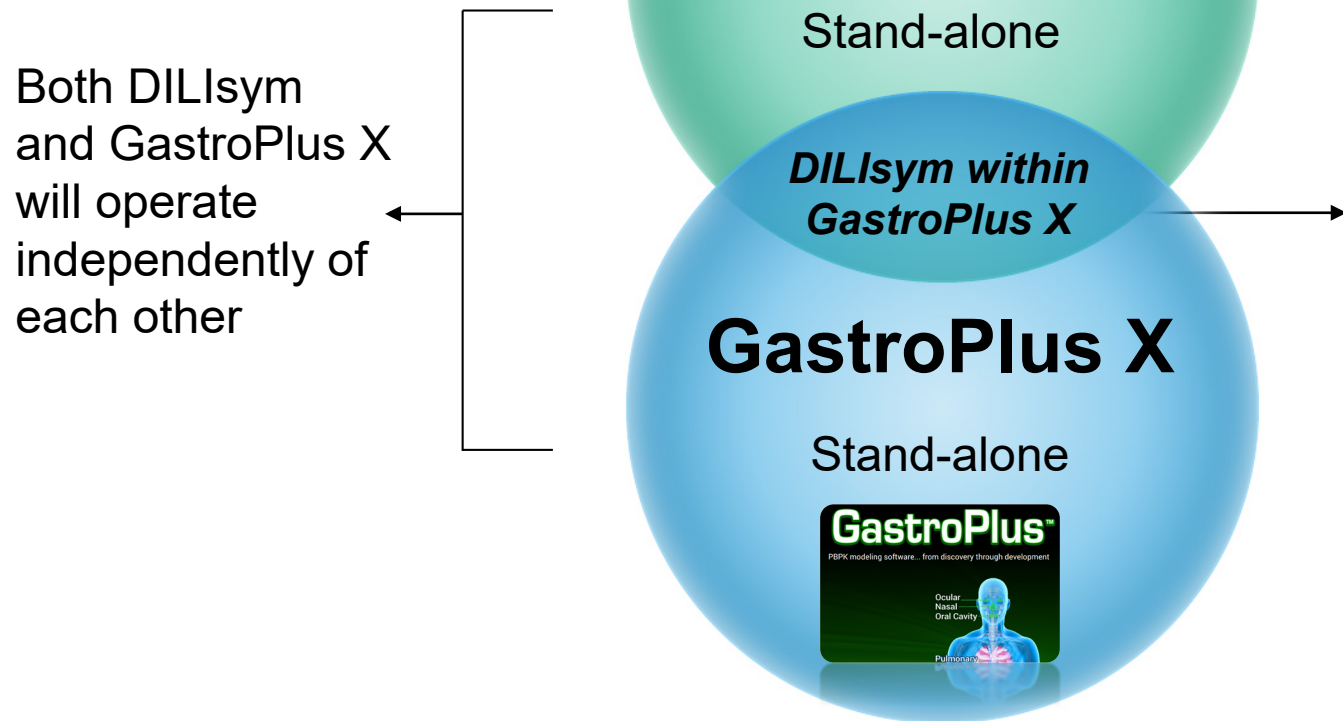 Stand-alone
Both DILIsym
and GastroPlus X
will operate
independently of
each other
DILIsym within
GastroPlus X
GastroPlus X
Stand-alone
GastroPlus™
PBPK modeling software... from discovery through development
Ocular
Nasal
Oral Cavity
Pulmonary